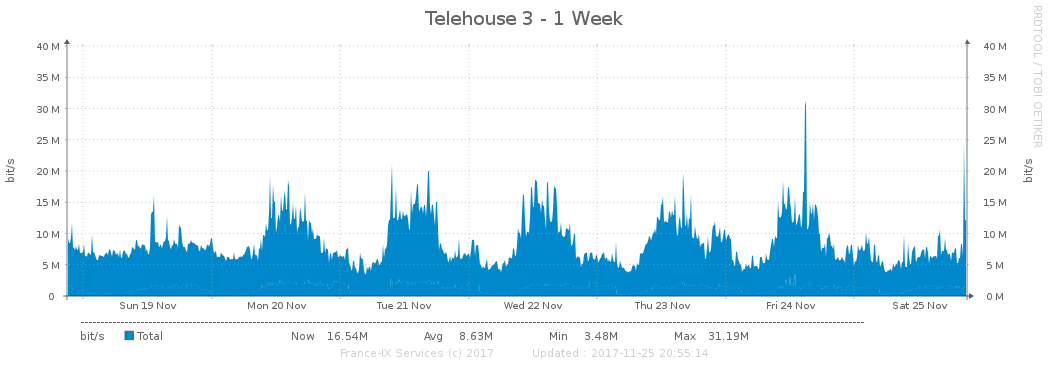 Telehouse 3 - 1 Week
RRDTOOL / TOBI OETIKER
bit/s
bit/s
40 M 40 M
35 M 35 M
30 M 30 M
25 M 25 M
20 M 20 M
15 M 15 M
10 M 10 M
5 M 5 M
0 0 M
Sun 19 Nov Mon 20 Nov Tue 21 Nov Wed 22 Nov Thu 23 Nov Fri 24 Nov Sat 25 Nov
bit/s Total Now 16.54M Avg 8.63M Min 3.48M Max 31.19M
France-IX Services (c) 2017 Updated : 2017-11-25 20:55:14